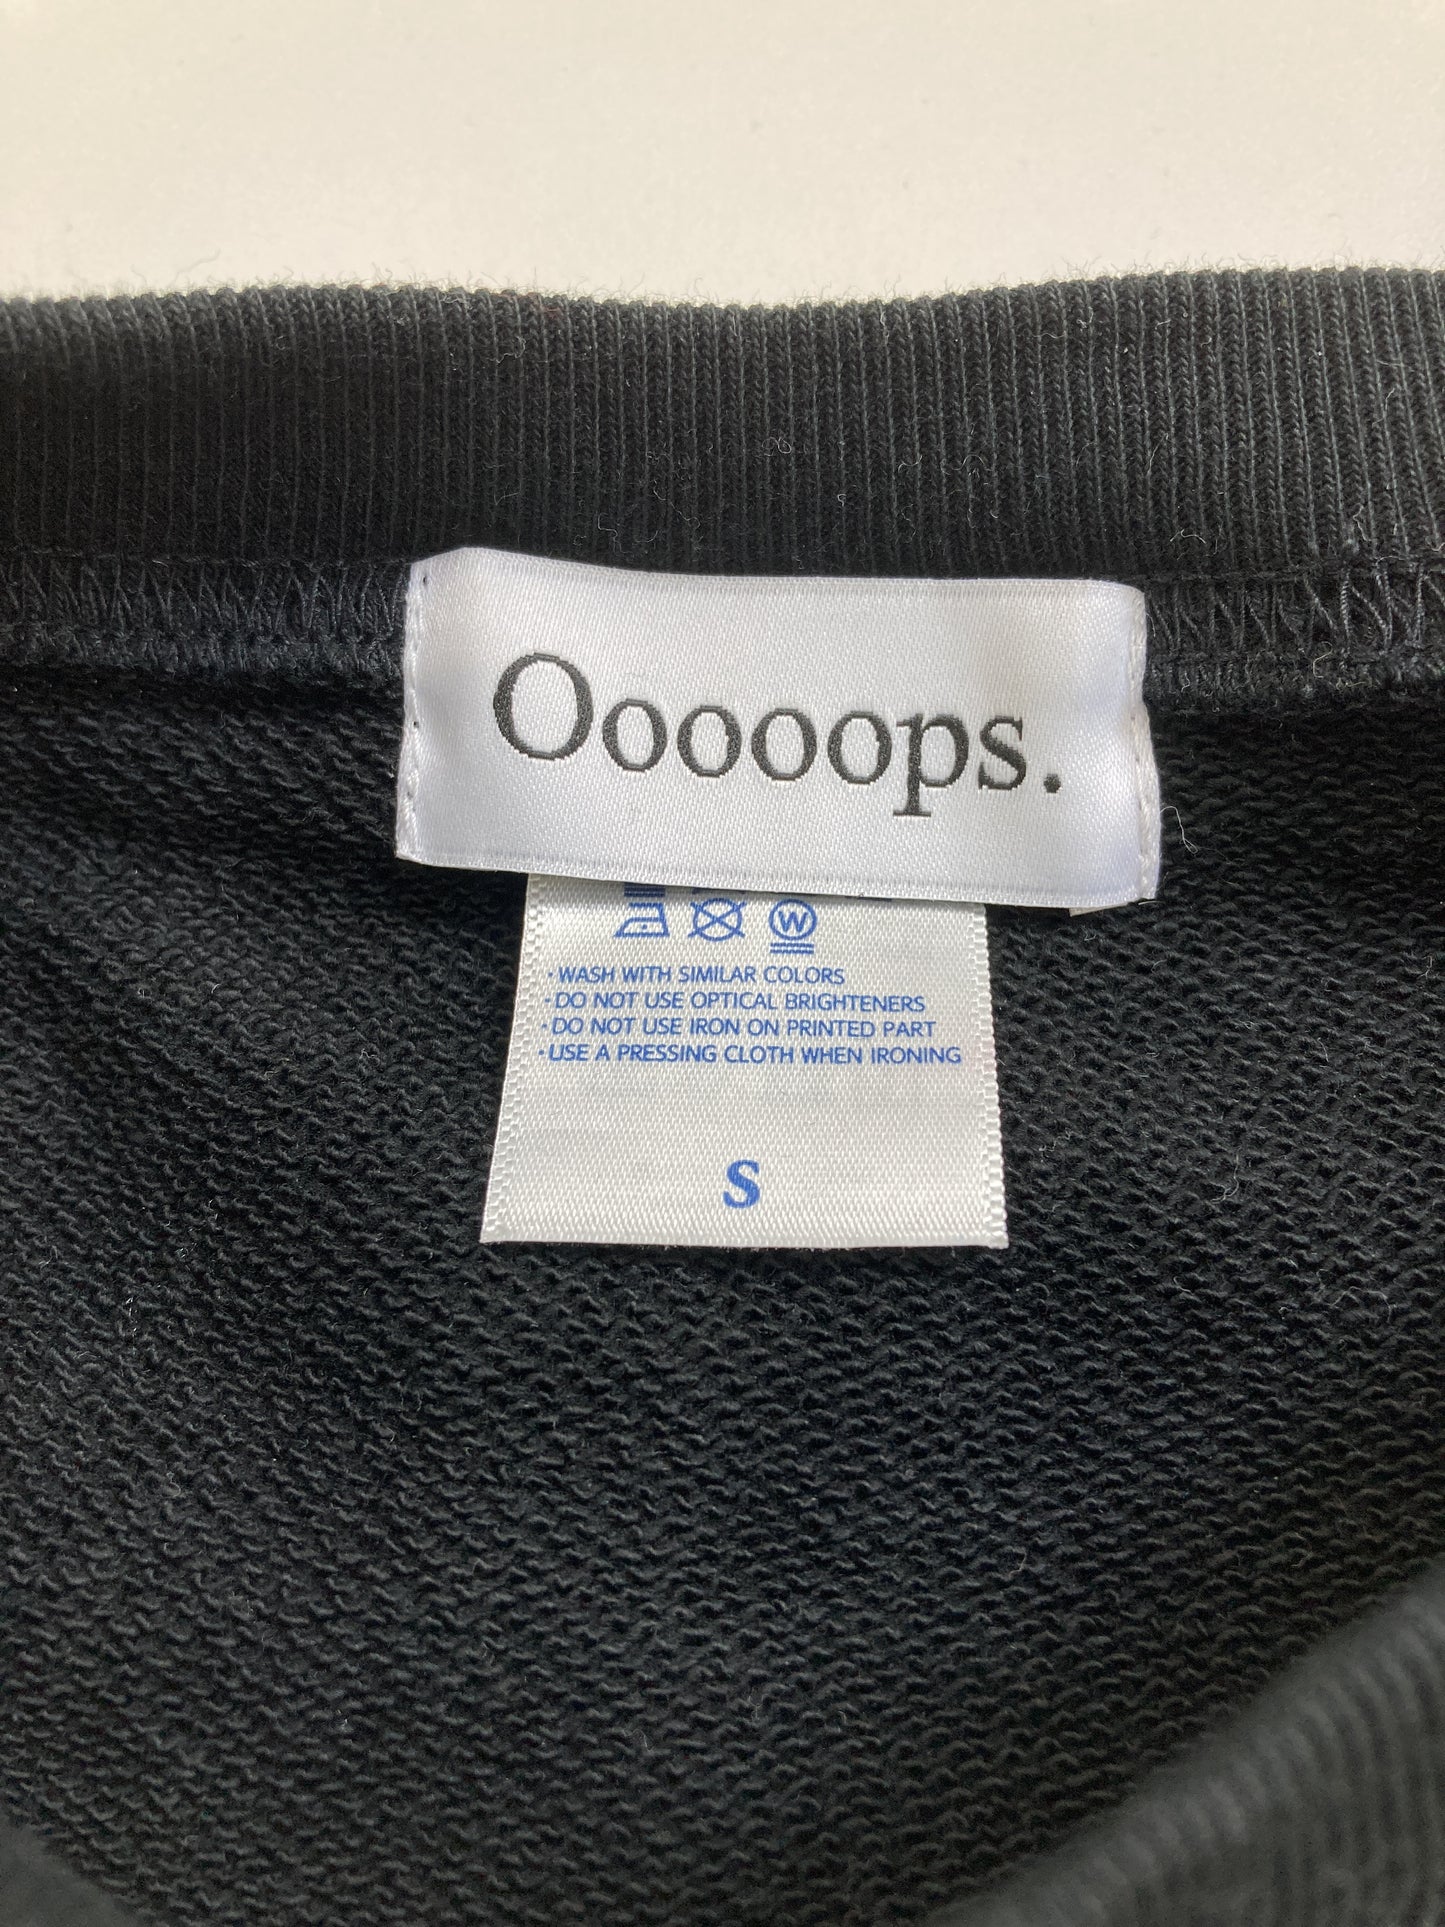 Ooooops.
W
· WASH WITH SIMILAR COLORS
· DO NOT USE OPTICAL BRIGHTENERS
· DO NOT USE IRON ON PRINTED PART
· USE A PRESSING CLOTH WHEN IRONING
S